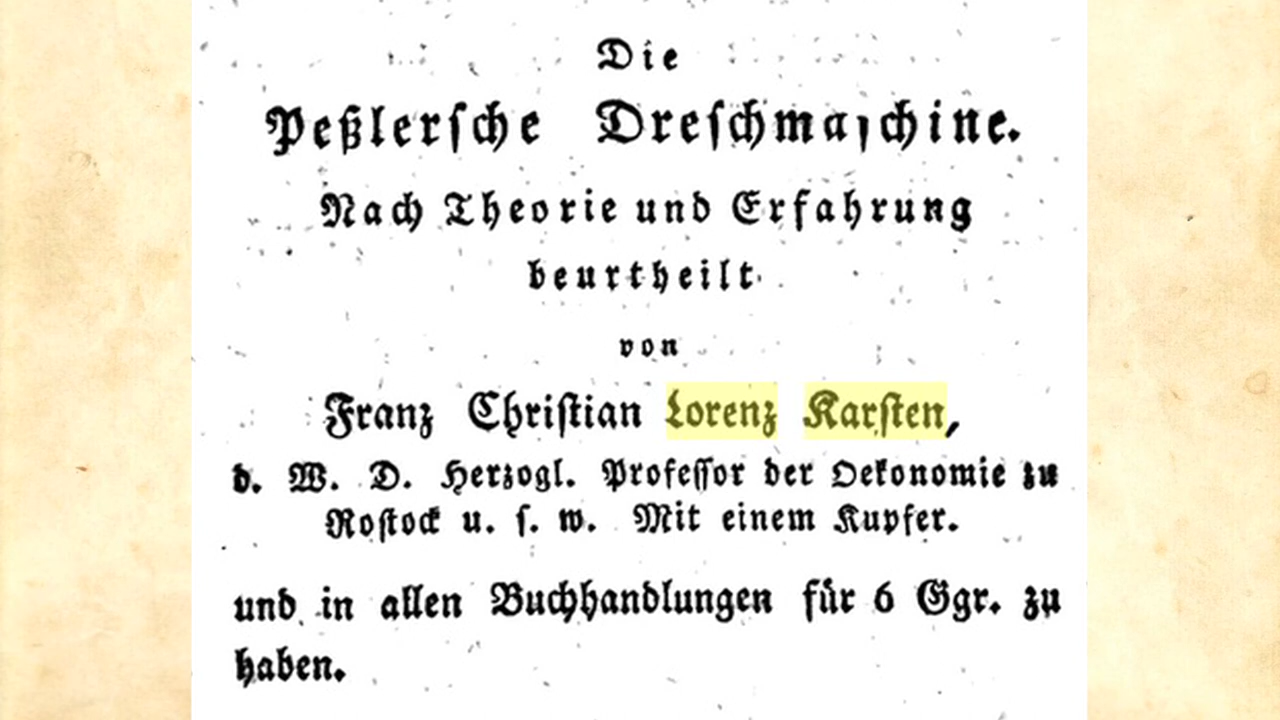 Die
Peßlersche Dreschmaschine.
Nach Theorie und Erfahrung
beurtheilt
von
Franz Christian Lorenz Karsten,
d. W. D. Herzogl. Professor der Oekonomie zu
Rostock u. s. w. Mit einem Kupfer.
und in allen Buchhandlungen für 6 Ggr. zu
haben.